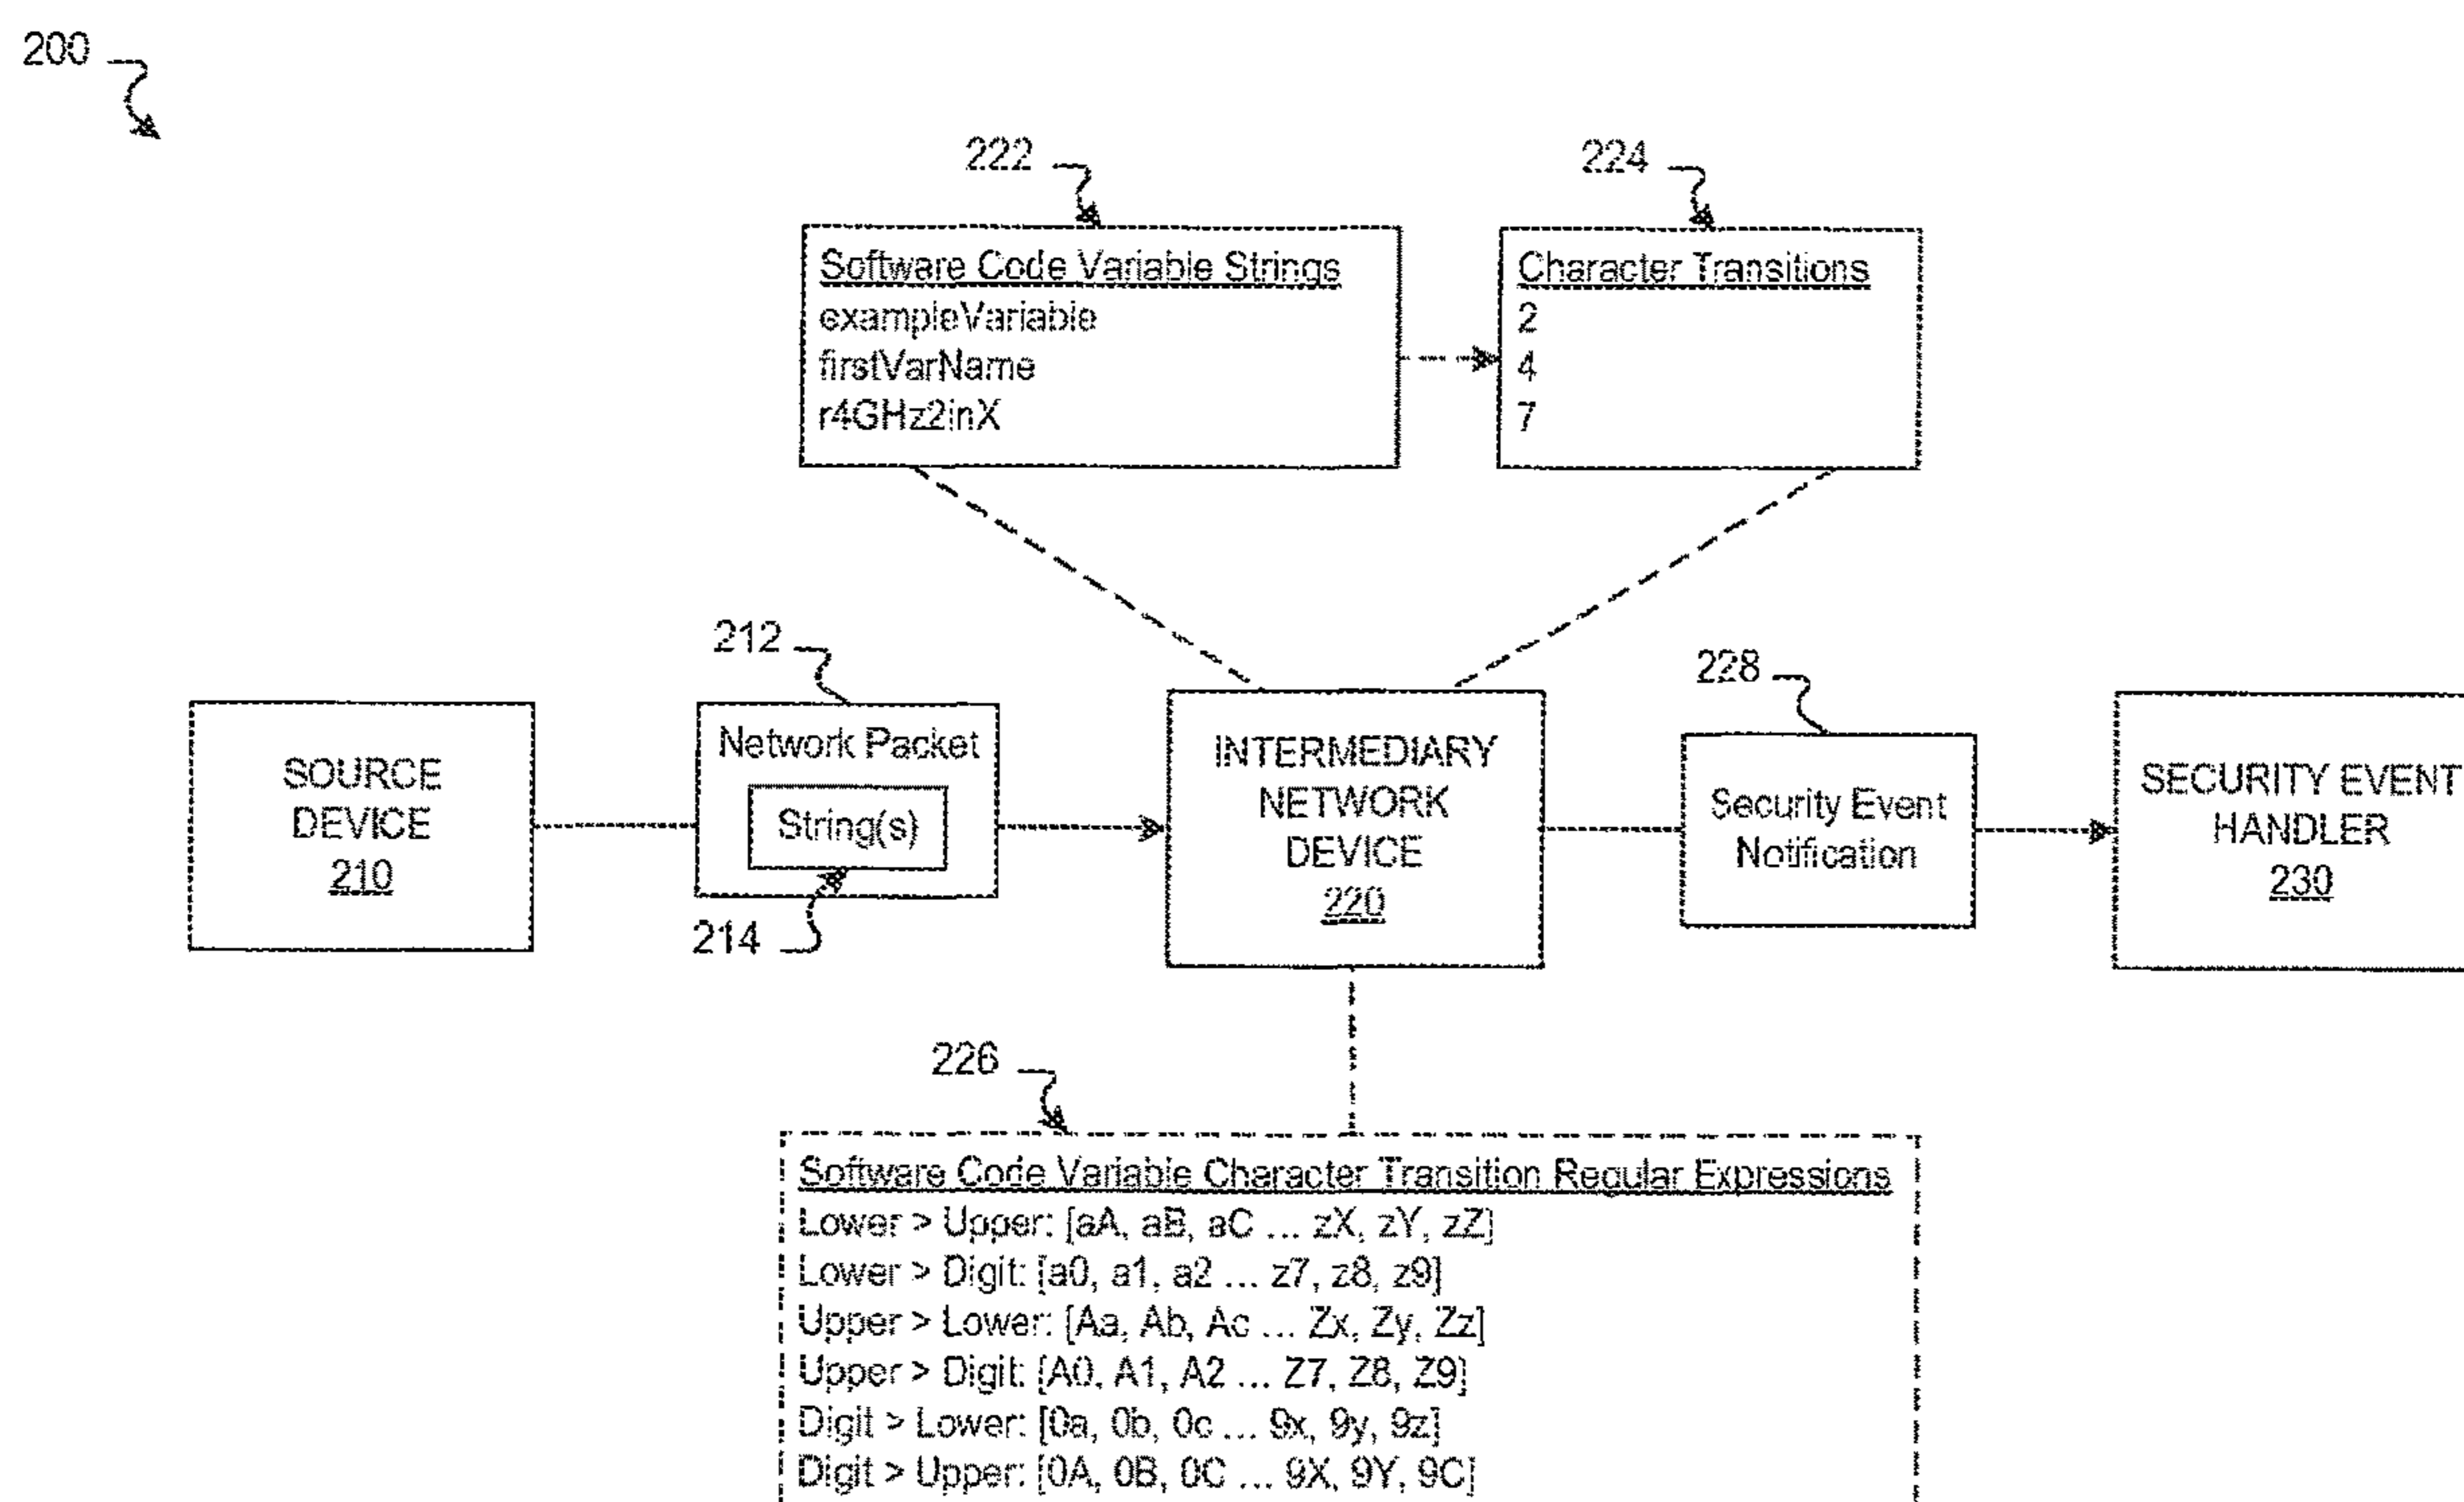 200
222
224
Software Code Variable Strings
exampleVariable
firstVarName
r4GHz2inX
Character Transitions
2
4
7
212
228
SOURCE
DEVICE
210
Network Packet
String(s)
214
INTERMEDIARY
NETWORK
DEVICE
220
Security Event
Notification
SECURITY EVENT
HANDLER
230
226
Software Code Variable Character Transition Regular Expressions
Lower > Upper: [aA, aB, aC ... zX, zY, zZ]
Lower > Digit: [a0, a1, a2 ... z7, z8, z9]
Upper > Lower: [Aa, Ab, Ac ... Zx, Zy, Zz]
Upper > Digit: [A0, A1, A2 ... Z7, Z8, Z9]
Digit > Lower: [0a, 0b, 0c ... 9x, 9y, 9z]
Digit > Upper: [0A, 0B, 0C ... 9X, 9Y, 9C]